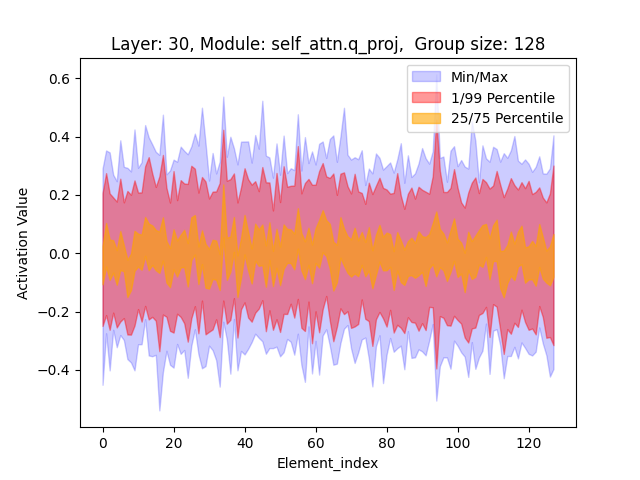 Layer: 30, Module: self_attn.q_proj,  Group size: 128
Min/Max
1/99 Percentile
25/75 Percentile
Activation Value
0.6
0.4
0.2
0.0
−0.2
−0.4
0 20 40 60 80 100 120
Element_index